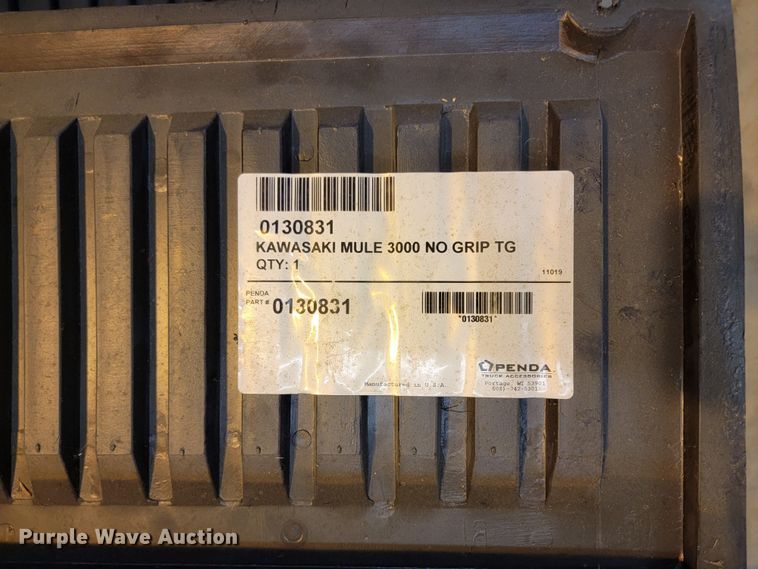 0130831
KAWASAKI MULE 3000 NO GRIP TG
QTY: 1
11019
PENDA
PART # 0130831
*0130831*
PENDA
TRUCK ACCESSORIES
Manufactured in U.S.A.
Portage, WI 53901
Purple Wave Auction